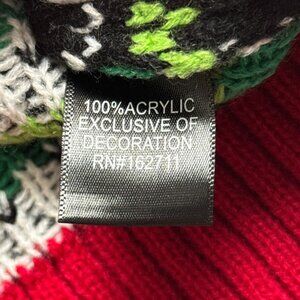 100%ACRYLIC
EXCLUSIVE OF
DECORATION
RN#162711